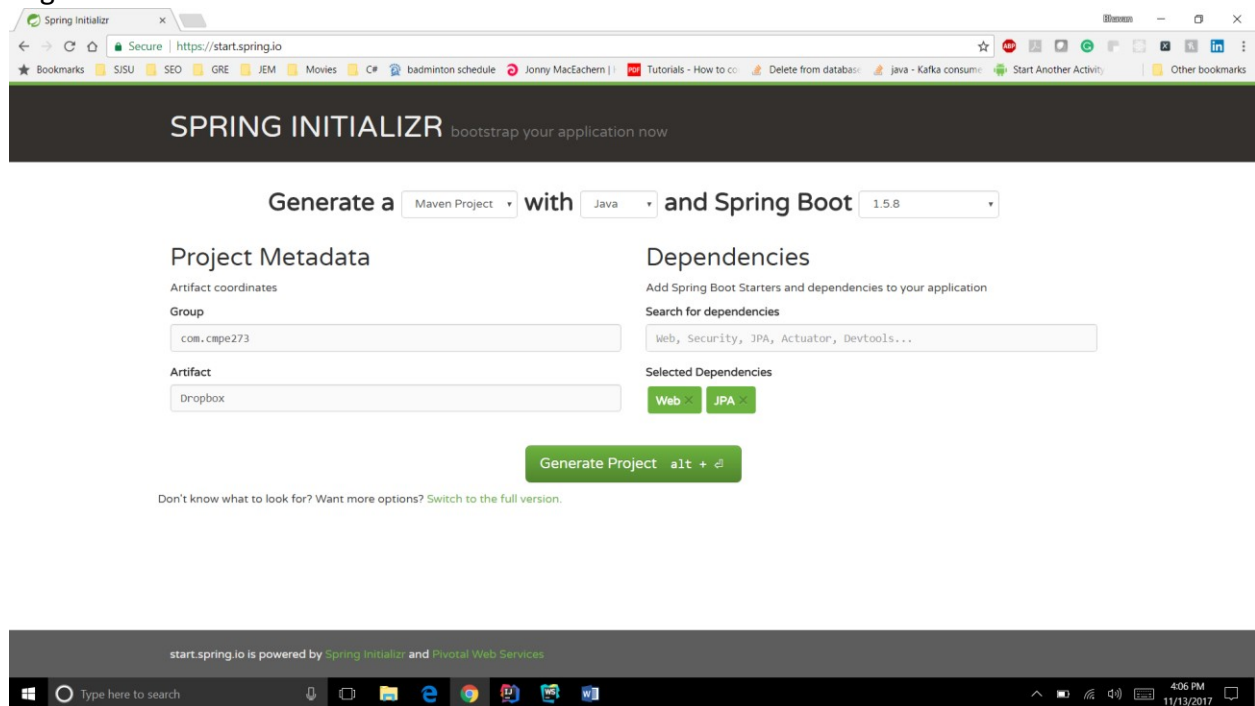 Spring Initializr
Secure | https://start.spring.io
Bookmarks SJSU SEO GRE JEM Movies C# badminton schedule Jonny MacEachern | Tutorials - How to co Delete from databas java - Kafka consume Start Another Activity Other bookmarks
SPRING INITIALIZR bootstrap your application now
Generate a Maven Project with Java and Spring Boot 1.5.8
Project Metadata
Artifact coordinates
Group
com.cmpe273
Artifact
Dropbox
Dependencies
Add Spring Boot Starters and dependencies to your application
Search for dependencies
Web, Security, JPA, Actuator, Devtools...
Selected Dependencies
Web × JPA ×
Generate Project alt + ⏎
Don't know what to look for? Want more options? Switch to the full version.
start.spring.io is powered by Spring Initializr and Pivotal Web Services
Type here to search
4:06 PM
11/13/2017